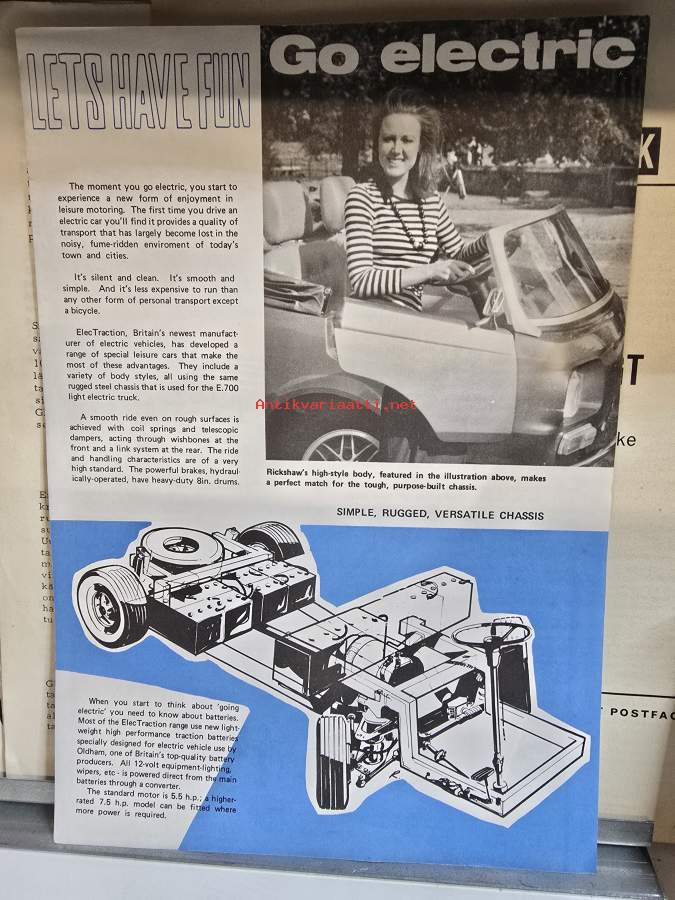 LETS HAVE FUN
Go electric
The moment you go electric, you start to
experience a new form of enjoyment in
leisure motoring. The first time you drive an
electric car you'll find it provides a quality of
transport that has largely become lost in the
noisy, fume-ridden enviroment of today's
town and cities.
It's silent and clean. It's smooth and
simple. And it's less expensive to run than
any other form of personal transport except
a bicycle.
ElecTraction, Britain's newest manufact-
urer of electric vehicles, has developed a
range of special leisure cars that make the
most of these advantages. They include a
variety of body styles, all using the same
rugged steel chassis that is used for the E.700
light electric truck.
A smooth ride even on rough surfaces is
achieved with coil springs and telescopic
dampers, acting through wishbones at the
front and a link system at the rear. The ride
and handling characteristics are of a very
high standard. The powerful brakes, hydraul-
ically-operated, have heavy-duty 8in. drums.
Antikvariaatti.net
Rickshaw's high-style body, featured in the illustration above, makes
a perfect match for the tough, purpose-built chassis.
SIMPLE, RUGGED, VERSATILE CHASSIS
When you start to think about 'going
electric' you need to know about batteries.
Most of the ElecTraction range use new light-
weight high performance traction batteries
specially designed for electric vehicle use by
Oldham, one of Britain's top-quality battery
producers. All 12-volt equipment-lighting,
wipers, etc - is powered direct from the main
batteries through a converter.
The standard motor is 5.5 h.p.; a higher-
rated 7.5 h.p. model can be fitted where
more power is required.
K
T
ke
POSTFAC